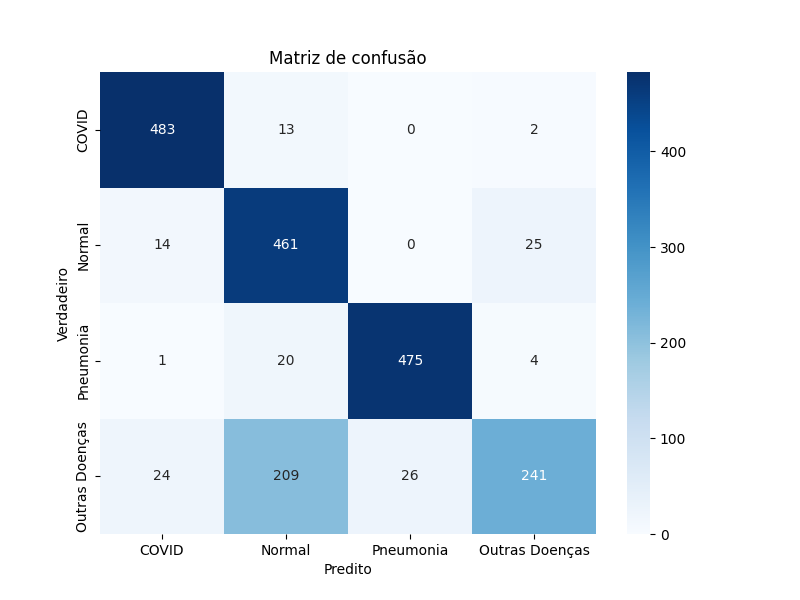 Matriz de confusão
Verdadeiro
COVID
483
13
0
2
Normal
14
461
0
25
Pneumonia
1
20
475
4
Outras Doenças
24
209
26
241
COVID
Normal
Pneumonia
Outras Doenças
Predito
400
300
200
100
0